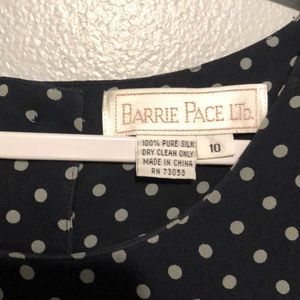 BARRIE PACE LTD.
100% PURE SILK
DRY CLEAN ONLY
MADE IN CHINA
RN 73058
10